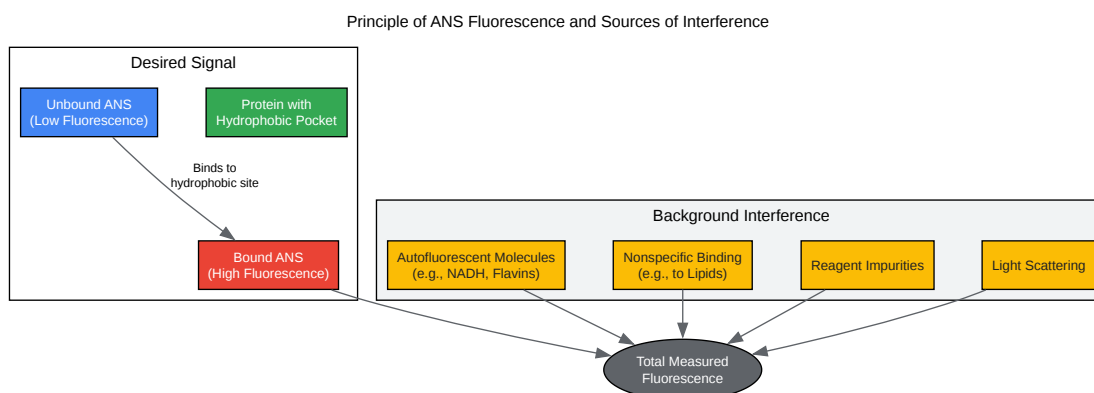 Principle of ANS Fluorescence and Sources of Interference
Desired Signal
Unbound ANS
(Low Fluorescence)
Protein with
Hydrophobic Pocket
Binds to
hydrophobic site
Bound ANS
(High Fluorescence)
Background Interference
Autofluorescent Molecules
(e.g., NADH, Flavins)
Nonspecific Binding
(e.g., to Lipids)
Reagent Impurities
Light Scattering
Total Measured
Fluorescence